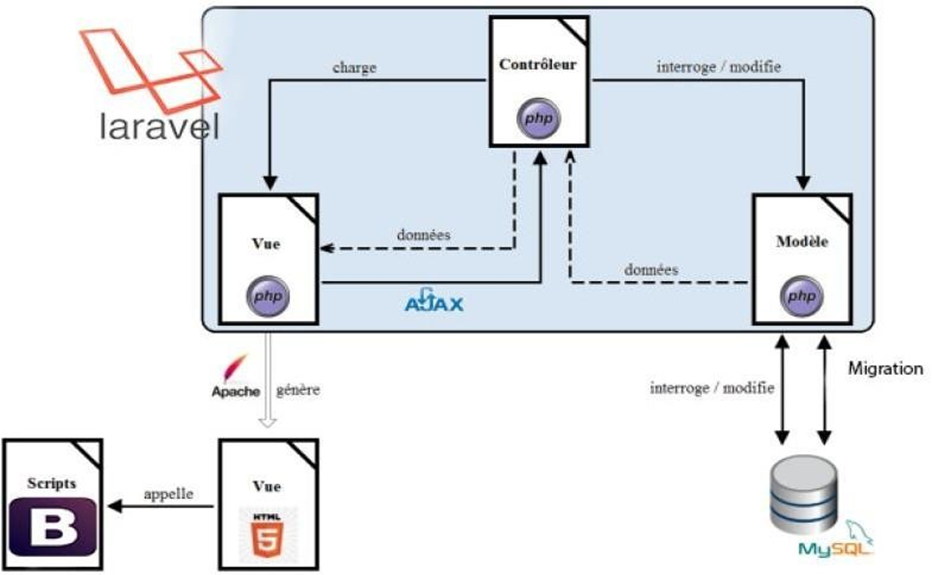 laravel
Contrôleur
php
charge
interroge / modifie
Vue
php
données
AJAX
données
Modèle
php
Apache
génère
interroge / modifie
Migration
Scripts
B
appelle
Vue
HTML
5
MySQL